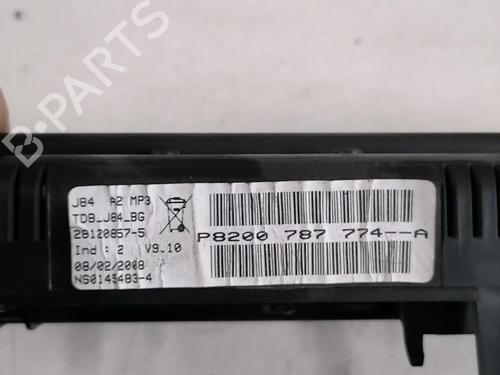 J84 A2 MP3
TDB_J84_BG
28120857-5
Ind : 2 V9.10
08/02/2008
NS0145483-4
P8200 787 774--A
B-PARTS